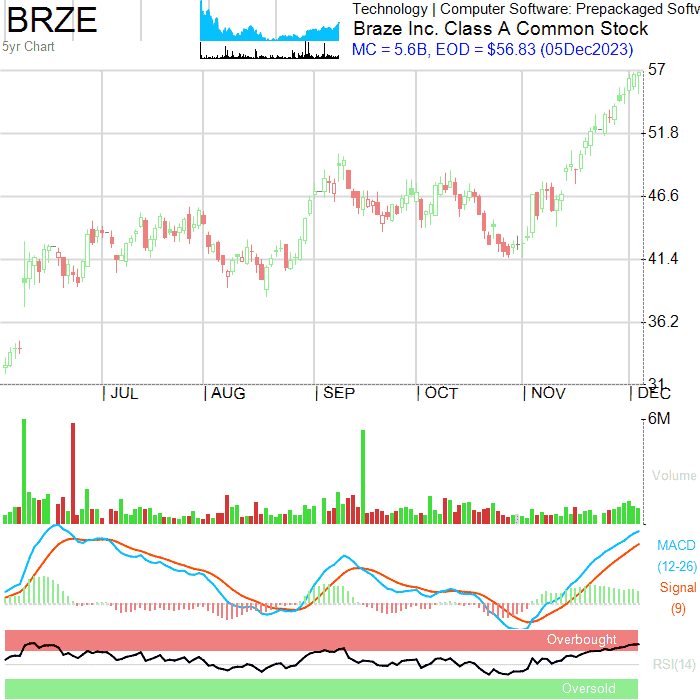 BRZE
5yr Chart
Technology | Computer Software: Prepackaged Softw
Braze Inc. Class A Common Stock
MC = 5.6B, EOD = $56.83 (05Dec2023)
57
51.8
46.6
41.4
36.2
31
| JUL | AUG | SEP | OCT | NOV | DEC
6M
Volume
MACD
(12-26)
Signal
(9)
Overbought
RSI(14)
Oversold